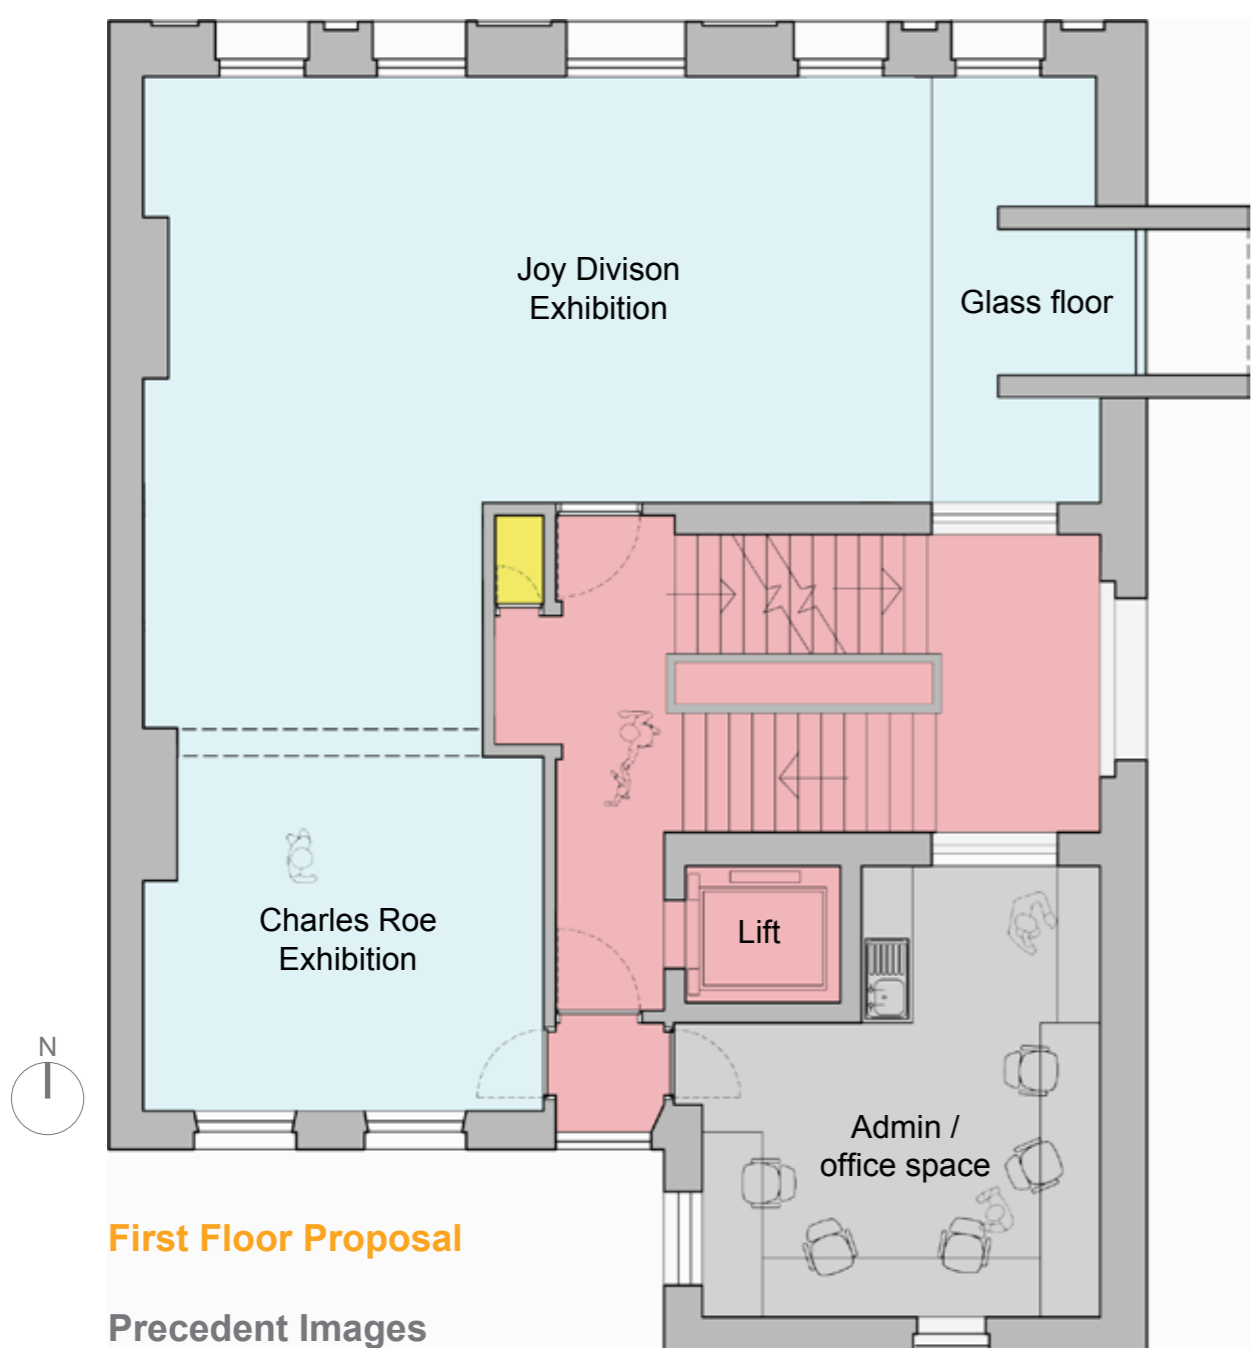 Joy Divison
Exhibition
Glass floor
Charles Roe
Exhibition
Lift
N
Admin /
office space
First Floor Proposal
Precedent Images